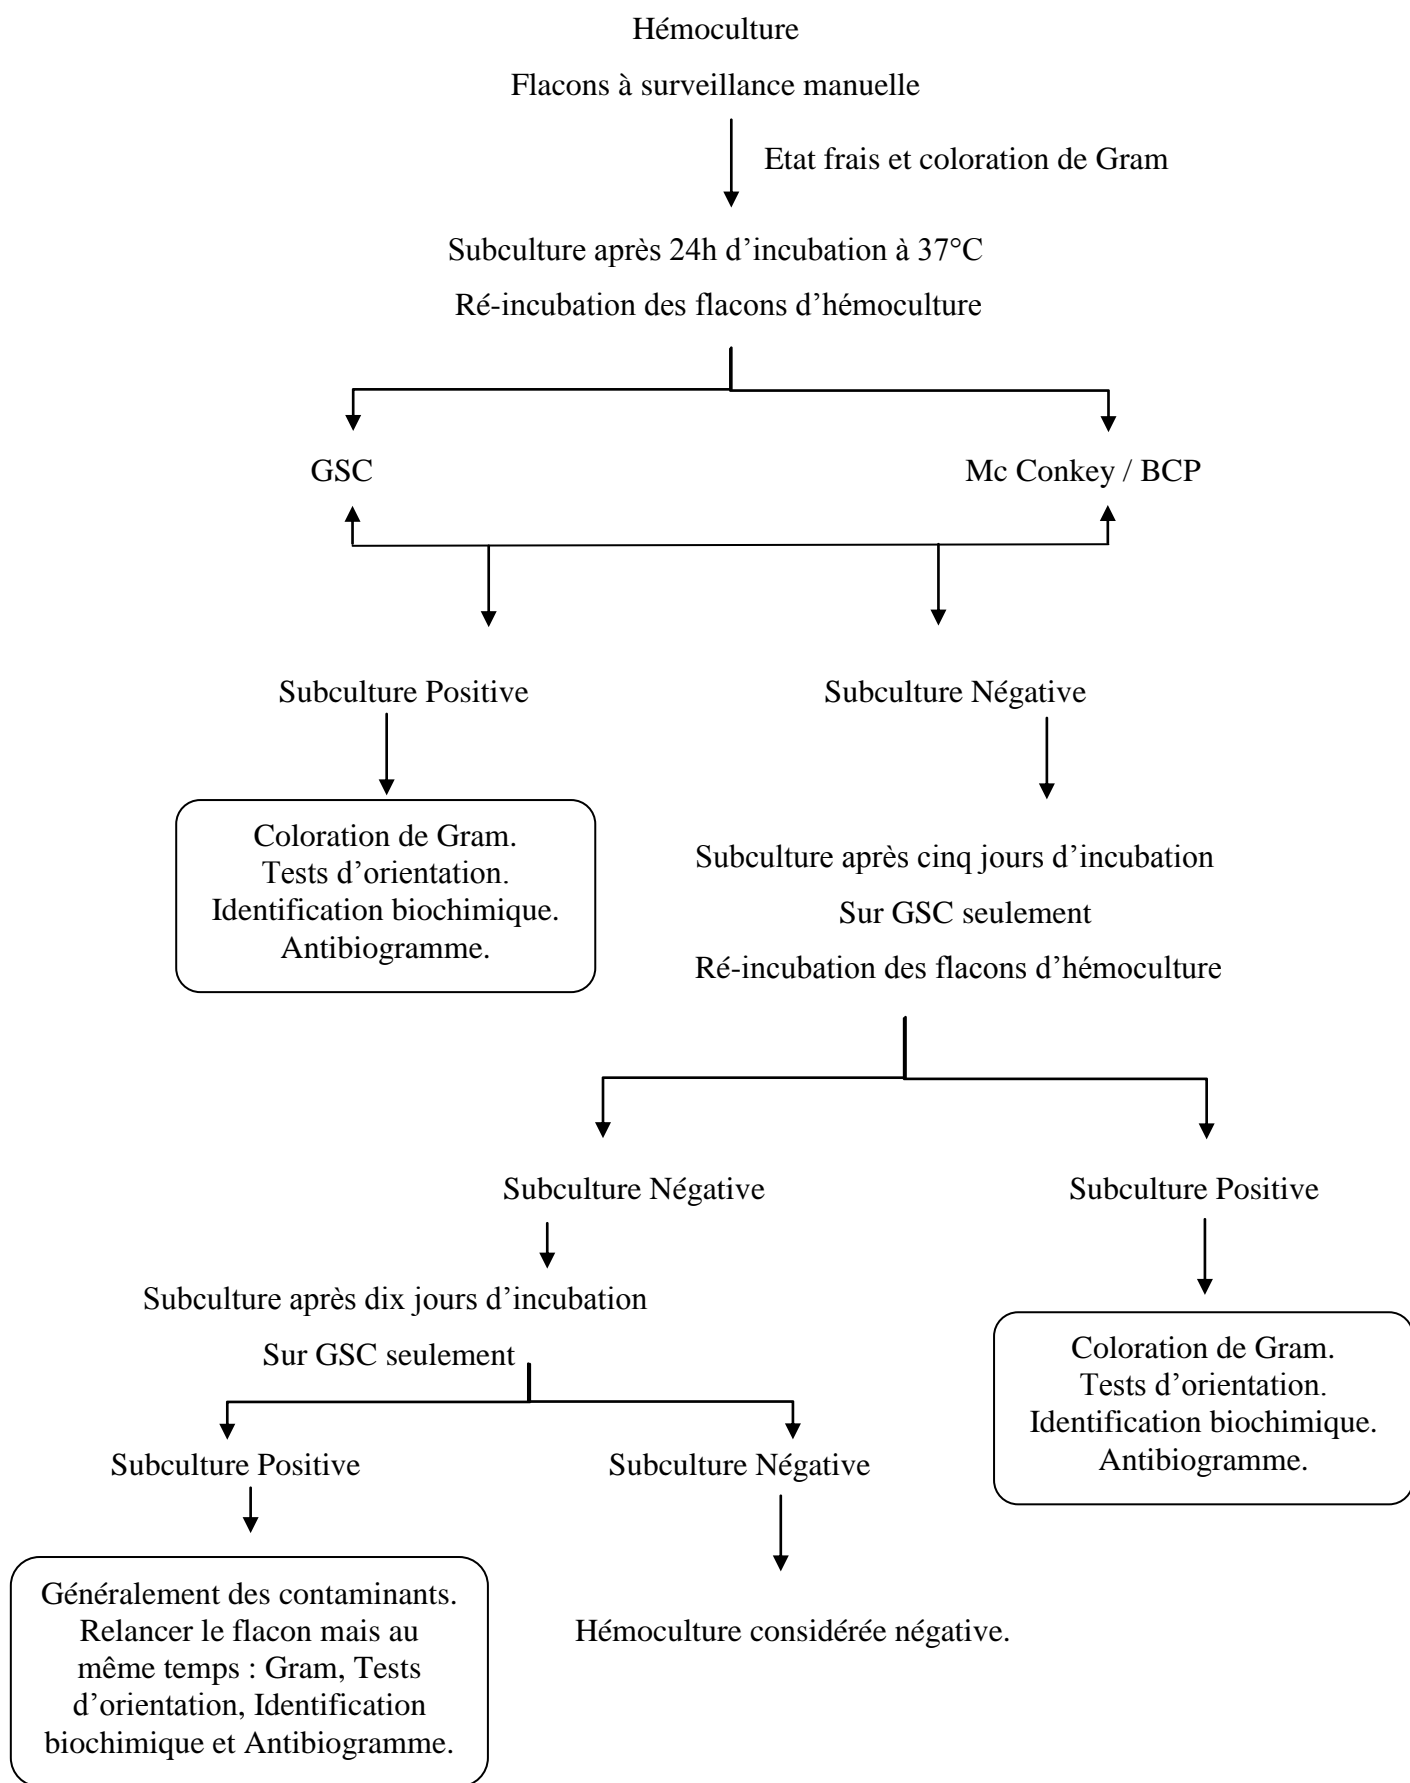 Hémoculture
Flacons à surveillance manuelle
Etat frais et coloration de Gram
Subculture après 24h d’incubation à 37°C
Ré-incubation des flacons d’hémoculture
GSC
Mc Conkey / BCP
Subculture Positive
Subculture Négative
Coloration de Gram.
Tests d’orientation.
Identification biochimique.
Antibiogramme.
Subculture après cinq jours d’incubation
Sur GSC seulement
Ré-incubation des flacons d’hémoculture
Subculture Négative
Subculture Positive
Subculture après dix jours d’incubation
Sur GSC seulement
Coloration de Gram.
Tests d’orientation.
Identification biochimique.
Antibiogramme.
Subculture Positive
Subculture Négative
Généralement des contaminants.
Relancer le flacon mais au
même temps : Gram, Tests
d’orientation, Identification
biochimique et Antibiogramme.
Hémoculture considérée négative.